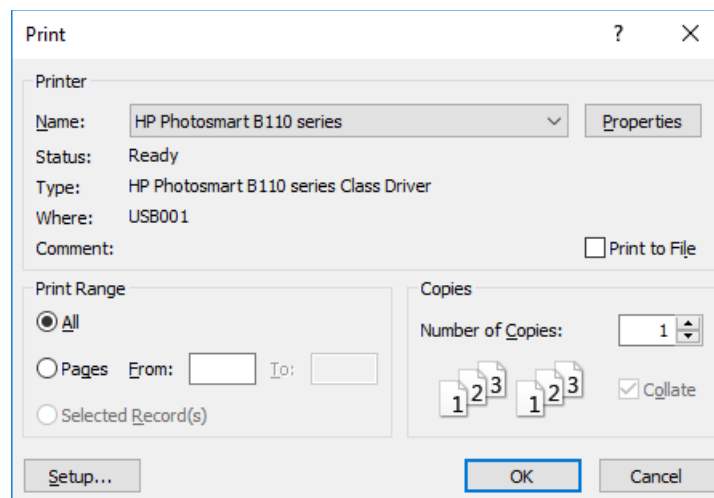 Print
Printer
Name: HP Photosmart B110 series Properties
Status: Ready
Type: HP Photosmart B110 series Class Driver
Where: USB001
Comment: Print to File
Print Range
All
Pages From: To:
Selected Record(s)
Copies
Number of Copies: 1
1 2 3 1 2 3 Collate
Setup... OK Cancel